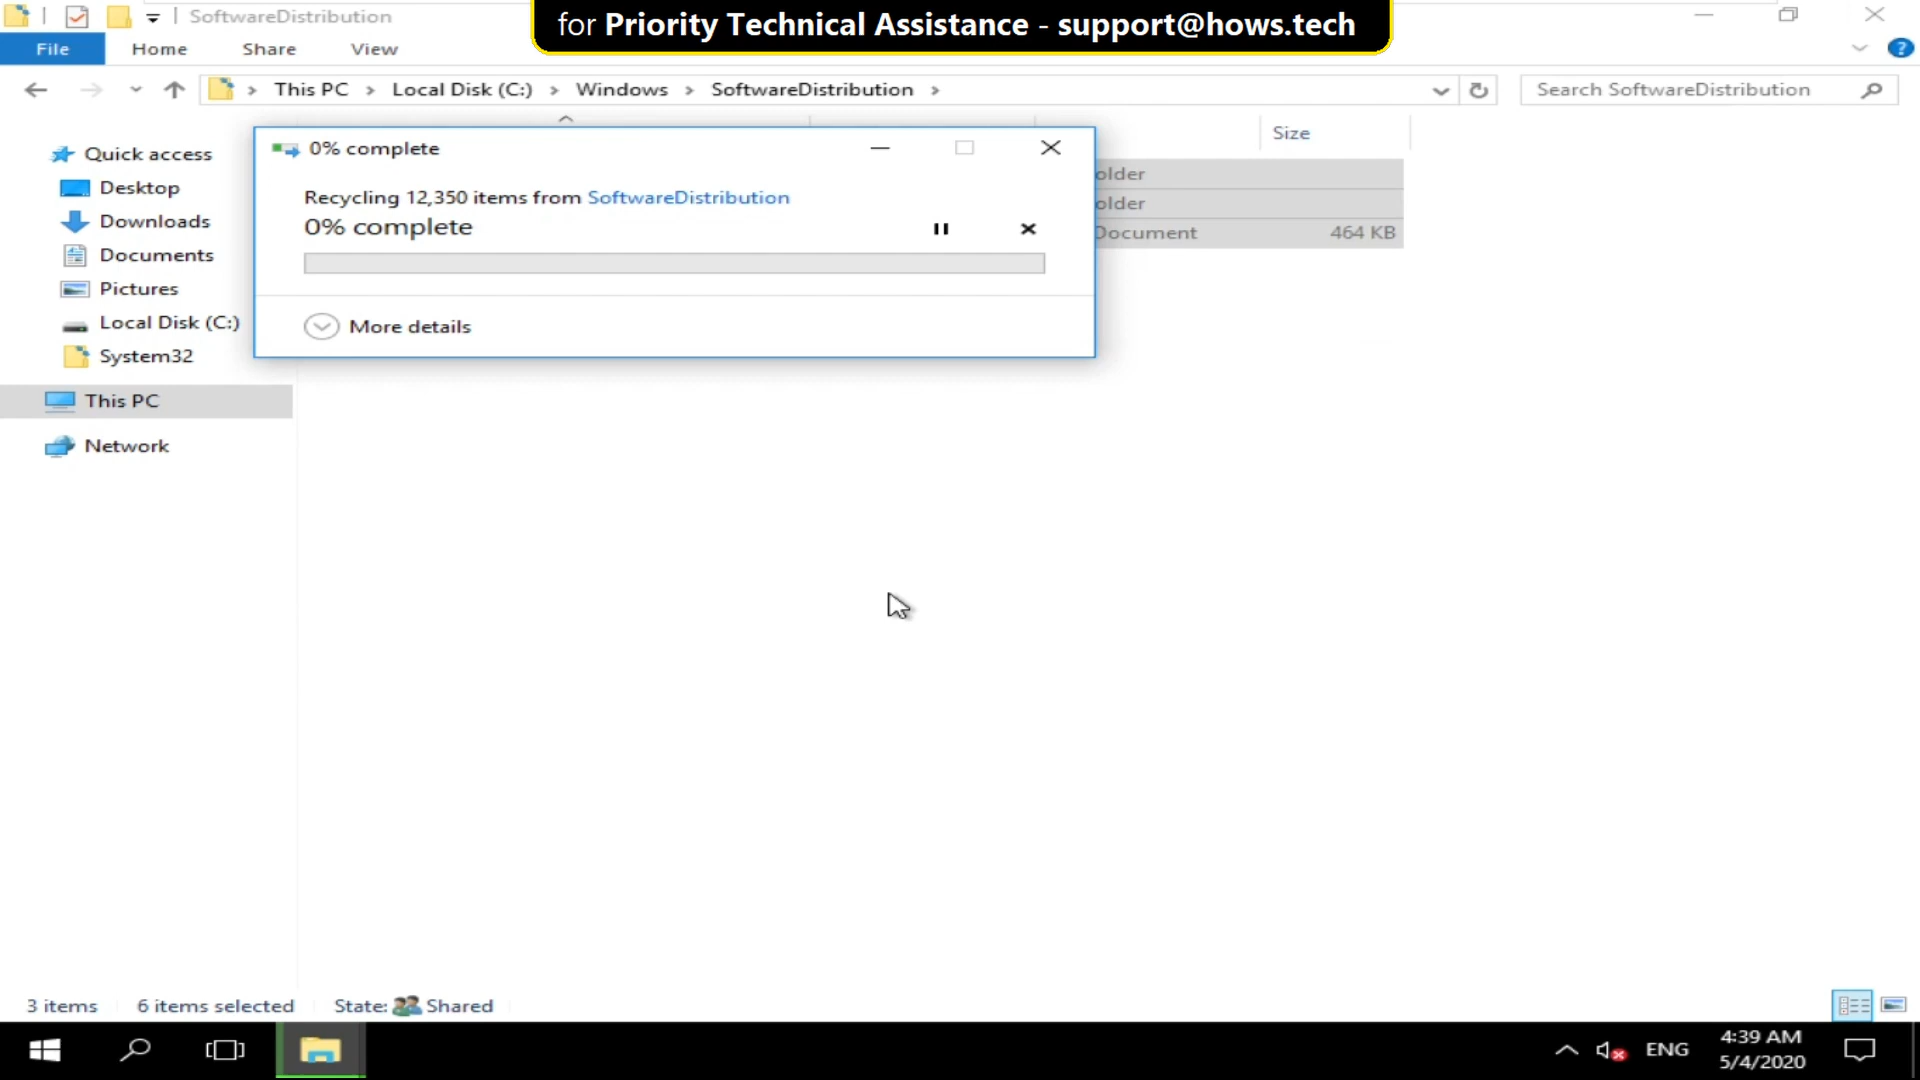 SoftwareDistribution
for Priority Technical Assistance - support@hows.tech
File Home Share View
This PC Local Disk (C:) Windows SoftwareDistribution
Search SoftwareDistribution
Size
Quick access
Desktop
Downloads
Documents
Pictures
Local Disk (C:)
System32
This PC
Network
0% complete
Recycling 12,350 items from SoftwareDistribution
0% complete
More details
older
older
Document 464 KB
3 items 6 items selected State: Shared
ENG
4:39 AM
5/4/2020